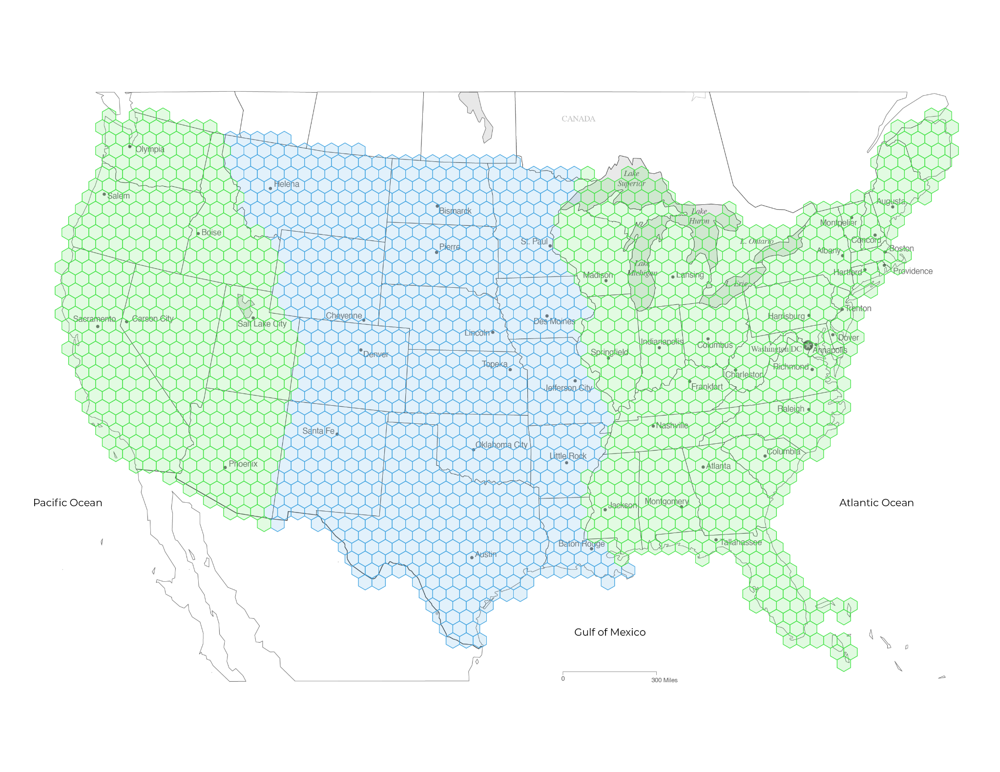 CANADA
Olympia
Lake
Superior
Helena
Salem
Augusta
Bismarck
Lake
Huron
Montpelier
Boise
Concord
St. Paul
L. Ontario
Pierre
Boston
Albany
Lake
Michigan
Madison
Lansing
Hartford
Providence
L. Erie
Trenton
Sacramento
Carson City
Salt Lake City
Cheyenne
Des Moines
Harrisburg
Lincoln
Dover
Indianapolis
Columbus
Washington DC
Annapolis
Denver
Springfield
Topeka
Richmond
Charleston
Jefferson City
Frankfort
Raleigh
Santa Fe
Nashville
Oklahoma City
Columbia
Little Rock
Phoenix
Atlanta
Pacific Ocean
Jackson
Montgomery
Atlantic Ocean
Baton Rouge
Tallahassee
Austin
Gulf of Mexico
0
300 Miles